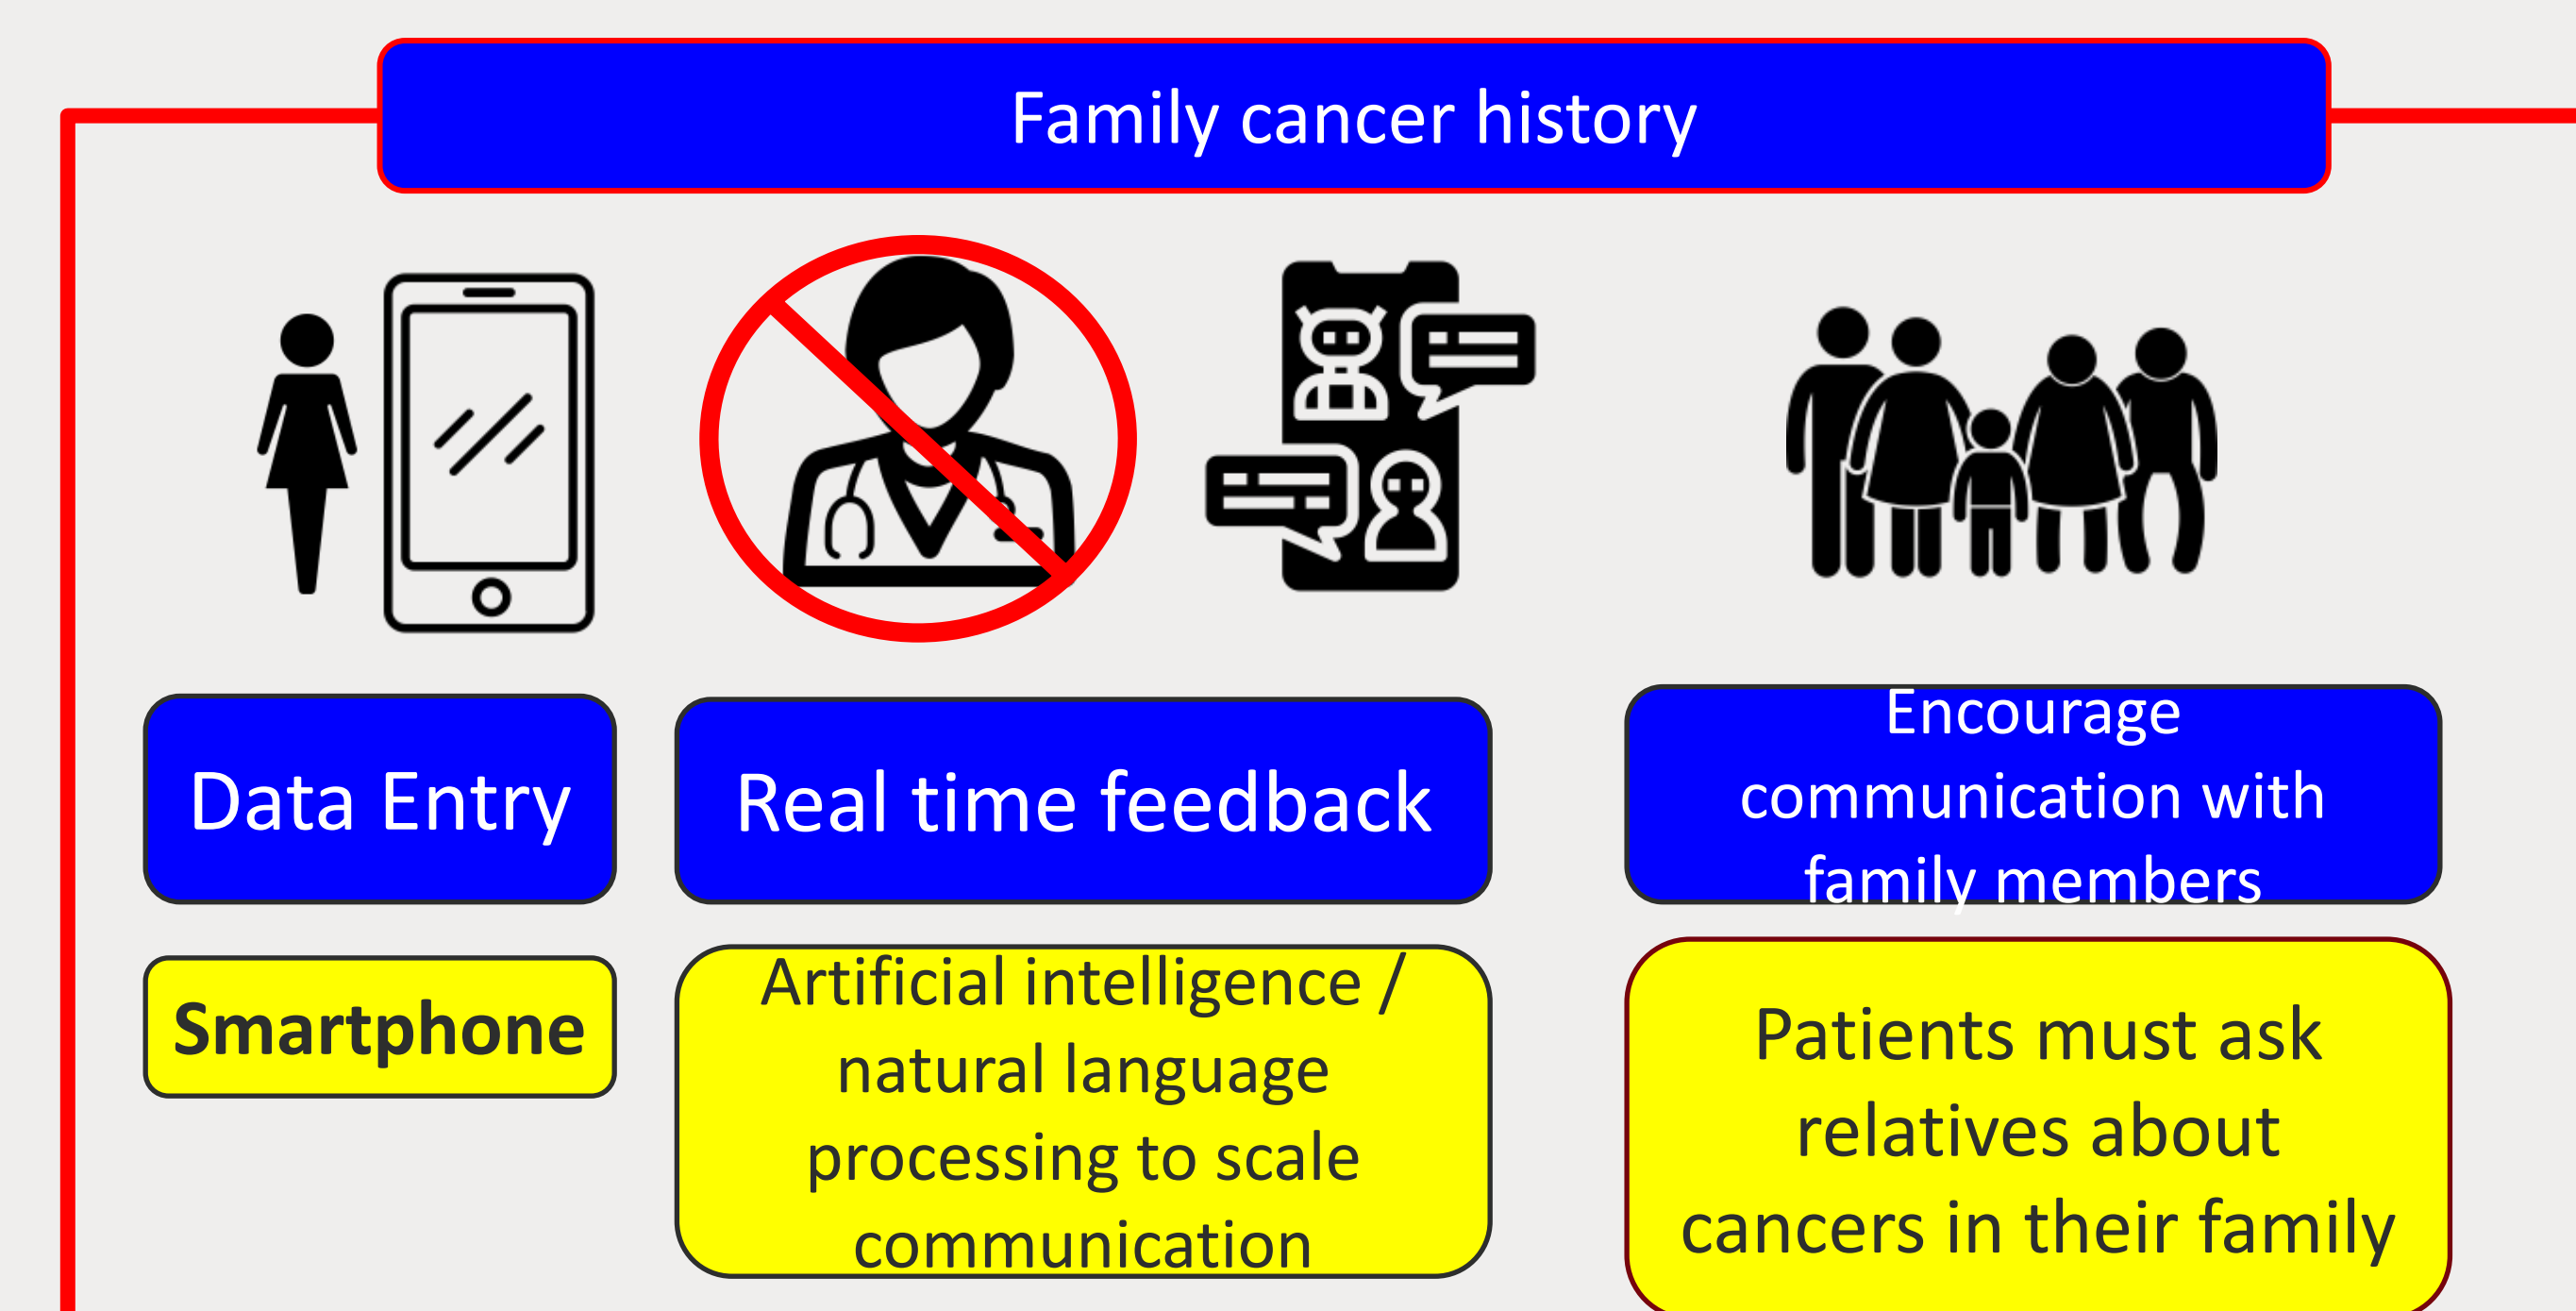 Family cancer history
Data Entry
Real time feedback
Encourage
communication with
family members
Smartphone
Artificial intelligence /
natural language
processing to scale
communication
Patients must ask
relatives about
cancers in their family